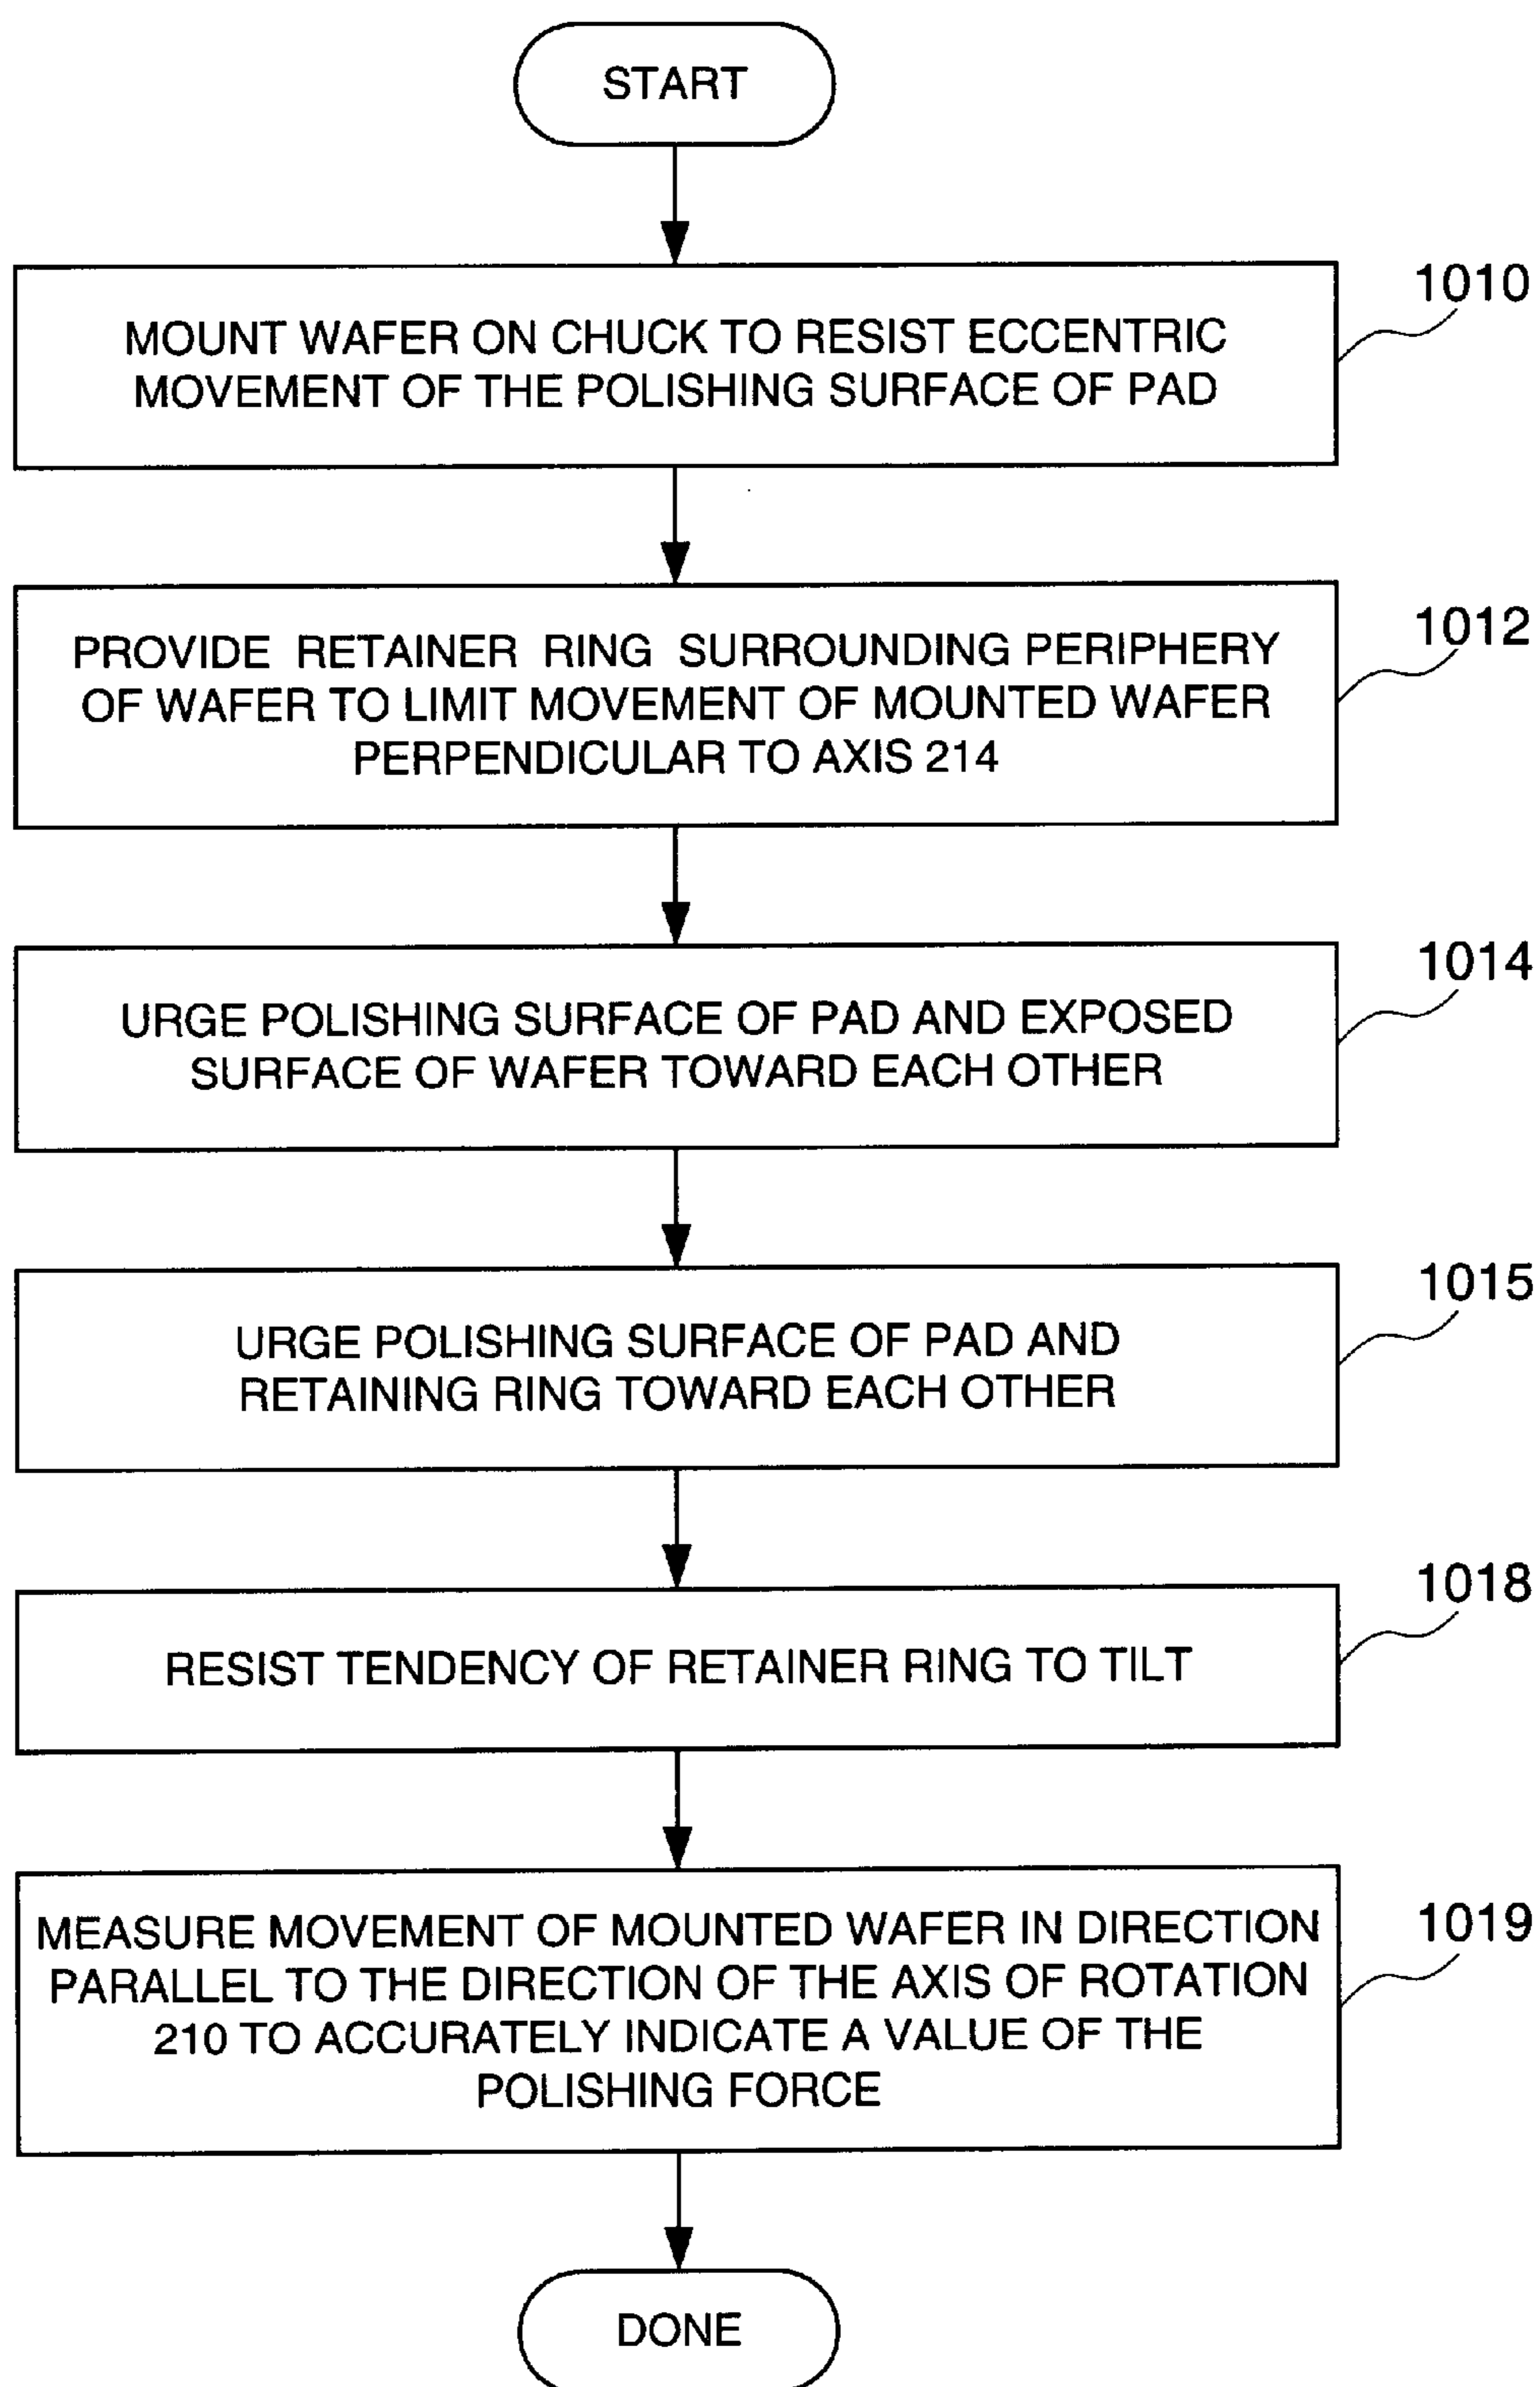 START
1010
MOUNT WAFER ON CHUCK TO RESIST ECCENTRIC
MOVEMENT OF THE POLISHING SURFACE OF PAD
1012
PROVIDE RETAINER RING SURROUNDING PERIPHERY
OF WAFER TO LIMIT MOVEMENT OF MOUNTED WAFER
PERPENDICULAR TO AXIS 214
1014
URGE POLISHING SURFACE OF PAD AND EXPOSED
SURFACE OF WAFER TOWARD EACH OTHER
1015
URGE POLISHING SURFACE OF PAD AND
RETAINING RING TOWARD EACH OTHER
1018
RESIST TENDENCY OF RETAINER RING TO TILT
1019
MEASURE MOVEMENT OF MOUNTED WAFER IN DIRECTION
PARALLEL TO THE DIRECTION OF THE AXIS OF ROTATION
210 TO ACCURATELY INDICATE A VALUE OF THE
POLISHING FORCE
DONE